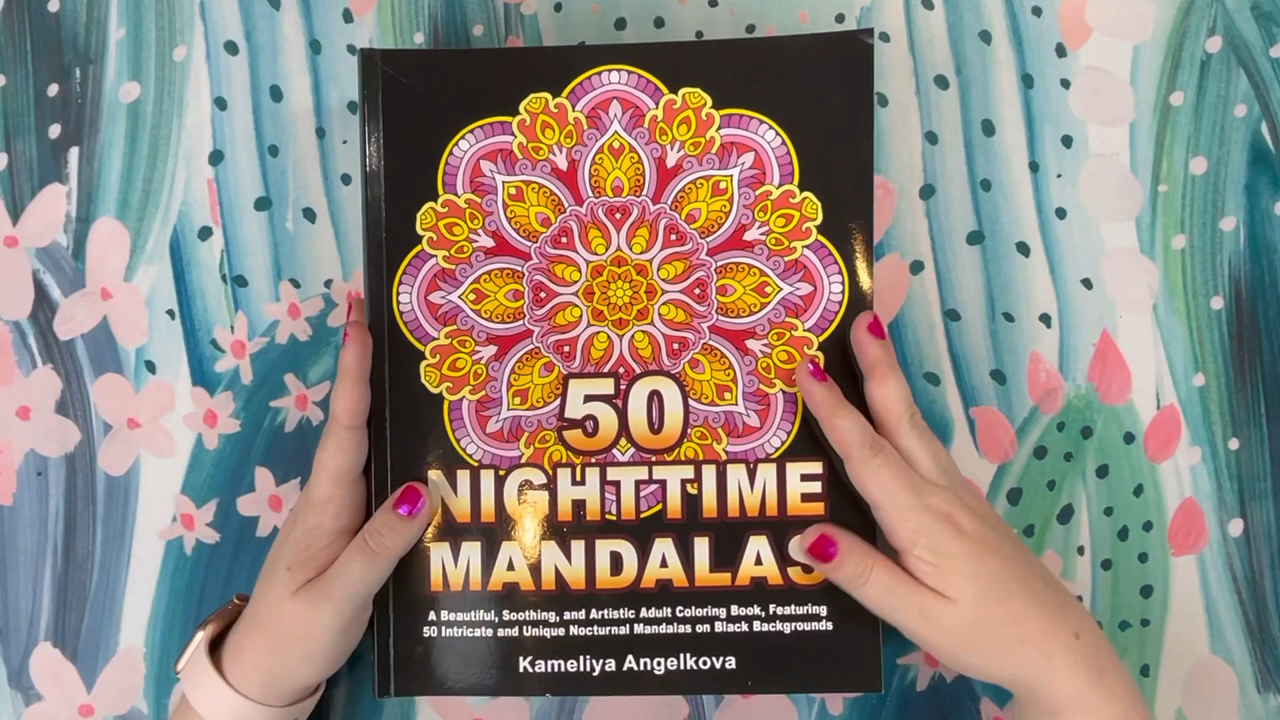 50
NIGHTTIME
MANDALAS
A Beautiful, Soothing, and Artistic Adult Coloring Book, Featuring
50 Intricate and Unique Nocturnal Mandalas on Black Backgrounds
Kameliya Angelkova